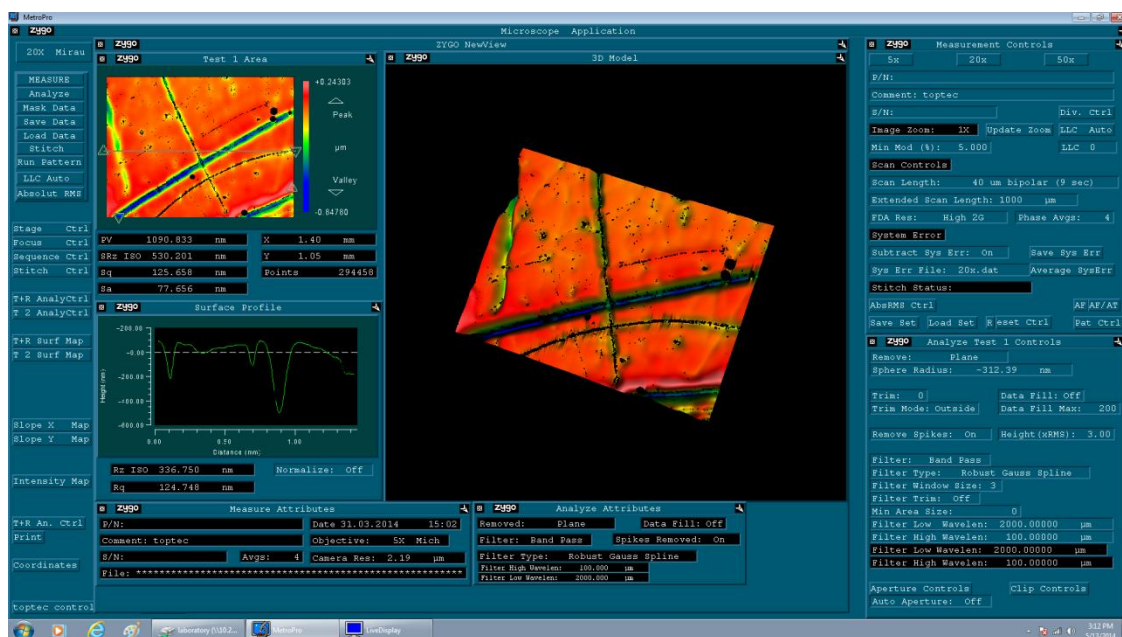 MetroPro
zygo Microscope Application
20X Mirau
MEASURE
Analyze
Mask Data
Save Data
Load Data
Stitch
Run Pattern
LLC Auto
Absolut RMS
Stage Ctrl
Focus Ctrl
Sequence Ctrl
Stitch Ctrl
T+R AnalyCtrl
T 2 AnalyCtrl
T+R Surf Map
T 2 Surf Map
Slope X Map
Slope Y Map
Intensity Map
T+R An. Ctrl
Print
Coordinates
toptec control
zygo ZYGO NewView
zygo Test 1 Area
+0.24303
Peak
µm
Valley
-0.84780
PV 1090.833 nm X 1.40 mm
SRz ISO 530.201 nm Y 1.05 mm
Sq 125.658 nm Points 294458
Sa 77.656 nm
zygo Surface Profile
Height (nm)
-200.00
-0.00
-200.00
-400.00
-600.00
0.00 0.50 1.00
Distance (mm)
Rz ISO 336.750 nm Normalize: Off
Rq 124.748 nm
zygo 3D Model
zygo Measure Attributes
P/N: Date 31.03.2014 15:02
Comment: toptec Objective: 5X Mich
S/N: Avgs: 4 Camera Res: 2.19 µm
File: ************************************************************
zygo Analyze Attributes
Removed: Plane Data Fill: Off
Filter: Band Pass Spikes Removed: On
Filter Type: Robust Gauss Spline
Filter High Wavelen: 100.000 µm
Filter Low Wavelen: 2000.000 µm
zygo Measurement Controls
5x 20x 50x
P/N:
Comment: toptec
S/N: Div. Ctrl
Image Zoom: 1X Update Zoom LLC Auto
Min Mod (%): 5.000 LLC 0
Scan Controls
Scan Length: 40 um bipolar (9 sec)
Extended Scan Length: 1000 µm
FDA Res: High 2G Phase Avgs: 4
System Error
Subtract Sys Err: On Save Sys Err
Sys Err File: 20x.dat Average SysErr
Stitch Status:
AbsRMS Ctrl AF AF/AT
Save Set Load Set Reset Ctrl Pat Ctrl
zygo Analyze Test 1 Controls
Remove: Plane
Sphere Radius: -312.39 nm
Trim: 0 Data Fill: Off
Trim Mode: Outside Data Fill Max: 200
Remove Spikes: On Height(xRMS): 3.00
Filter: Band Pass
Filter Type: Robust Gauss Spline
Filter Window Size: 3
Filter Trim: Off
Min Area Size: 0
Filter Low Wavelen: 2000.00000 µm
Filter High Wavelen: 100.00000 µm
Filter Low Wavelen: 2000.00000 µm
Filter High Wavelen: 100.00000 µm
Aperture Controls Clip Controls
Auto Aperture: Off
laboratory (\\10.2... MetroPro LiveDisplay
3:12 PM
5/13/2014